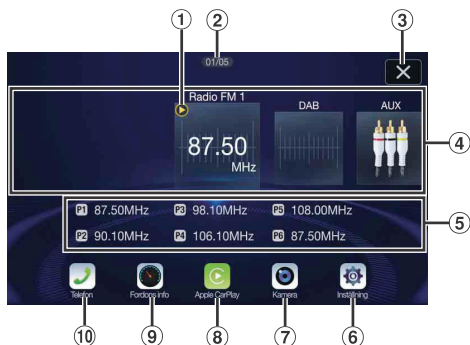 ① ② ③
01/05
Radio FM 1 DAB AUX
87.50
MHz
④
P1 87.50MHz P3 98.10MHz P5 108.00MHz
⑤
P2 90.10MHz P4 106.10MHz P6 87.50MHz
Telefon Fordons Info Apple CarPlay Kamera Inställning
⑩ ⑨ ⑧ ⑦ ⑥